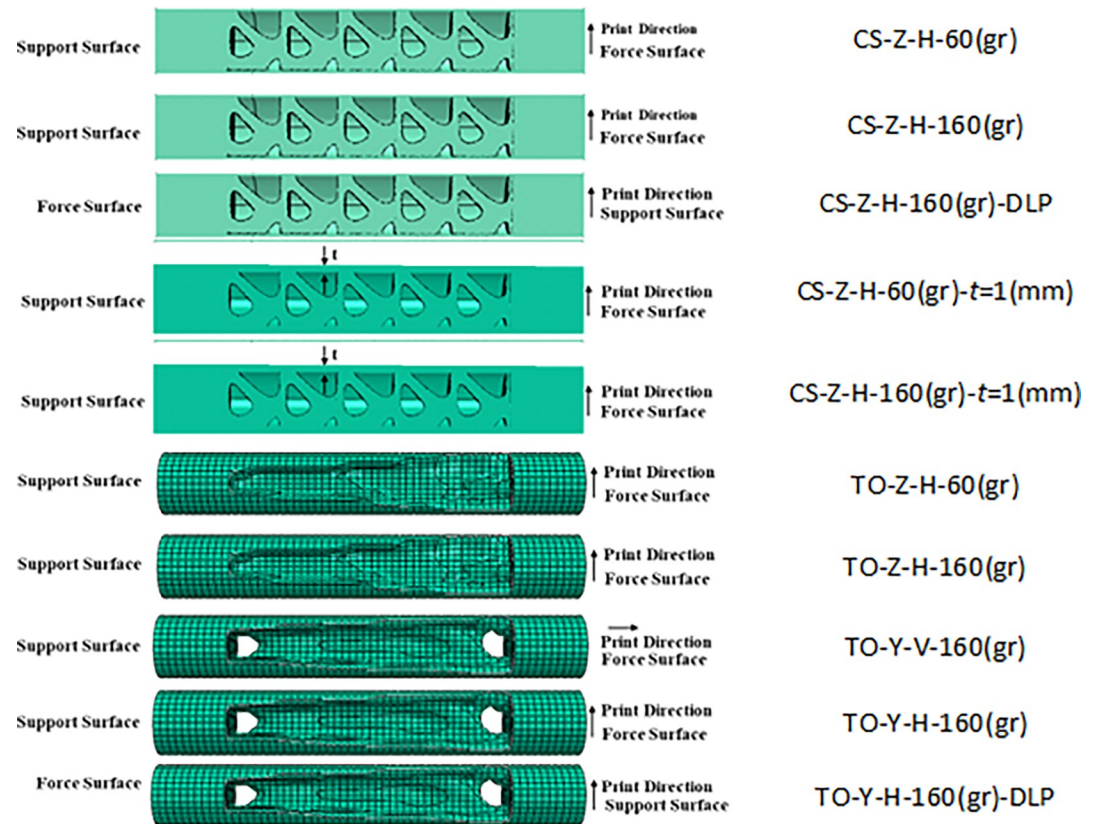 Support Surface
Print Direction
Force Surface
CS-Z-H-60(gr)
Support Surface
Print Direction
Force Surface
CS-Z-H-160(gr)
Force Surface
Print Direction
Support Surface
CS-Z-H-160(gr)-DLP
t
Support Surface
Print Direction
Force Surface
CS-Z-H-60(gr)-t=1(mm)
t
Support Surface
Print Direction
Force Surface
CS-Z-H-160(gr)-t=1(mm)
Support Surface
Print Direction
Force Surface
TO-Z-H-60(gr)
Support Surface
Print Direction
Force Surface
TO-Z-H-160(gr)
Support Surface
Print Direction
Force Surface
TO-Y-V-160(gr)
Support Surface
Print Direction
Force Surface
TO-Y-H-160(gr)
Force Surface
Print Direction
Support Surface
TO-Y-H-160(gr)-DLP